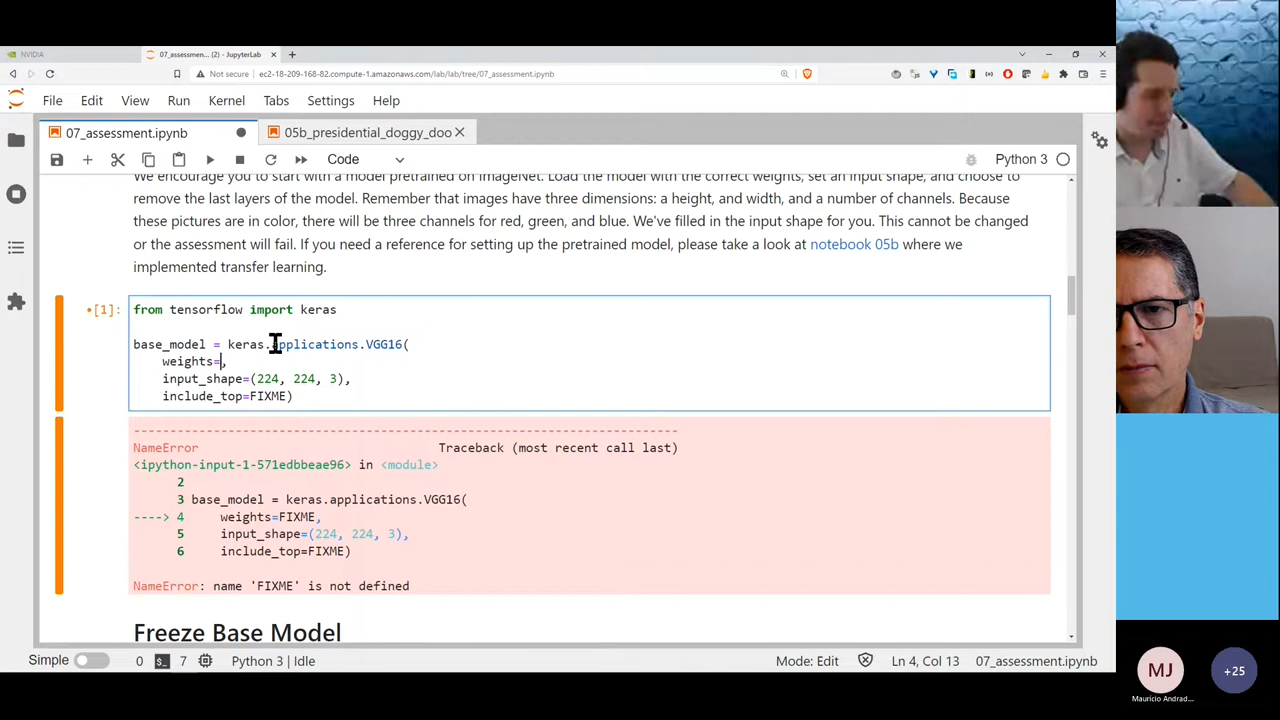 NVIDIA
07_assessmen... (2) - JupyterLab
Not secure
ec2-18-209-168-82.compute-1.amazonaws.com/lab/lab/tree/07_assessment.ipynb
File Edit View Run Kernel Tabs Settings Help
07_assessment.ipynb
05b_presidential_doggy_doo
Code
Python 3
We encourage you to start with a model pretrained on ImageNet. Load the model with the correct weights, set an input shape, and choose to
remove the last layers of the model. Remember that images have three dimensions: a height, and width, and a number of channels. Because
these pictures are in color, there will be three channels for red, green, and blue. We've filled in the input shape for you. This cannot be changed
or the assessment will fail. If you need a reference for setting up the pretrained model, please take a look at notebook 05b where we
implemented transfer learning.
[1]:
from tensorflow import keras
base_model = keras.applications.VGG16(
weights=,
input_shape=(224, 224, 3),
include_top=FIXME)
---------------------------------------------------------------------------
NameError Traceback (most recent call last)
<ipython-input-1-571edbbeae96> in <module>
2
3 base_model = keras.applications.VGG16(
----> 4 weights=FIXME,
5 input_shape=(224, 224, 3),
6 include_top=FIXME)
NameError: name 'FIXME' is not defined
Freeze Base Model
Simple 0 7 Python 3 | Idle
Mode: Edit Ln 4, Col 13 07_assessment.ipynb
MJ
Maurício Andrad...
+25